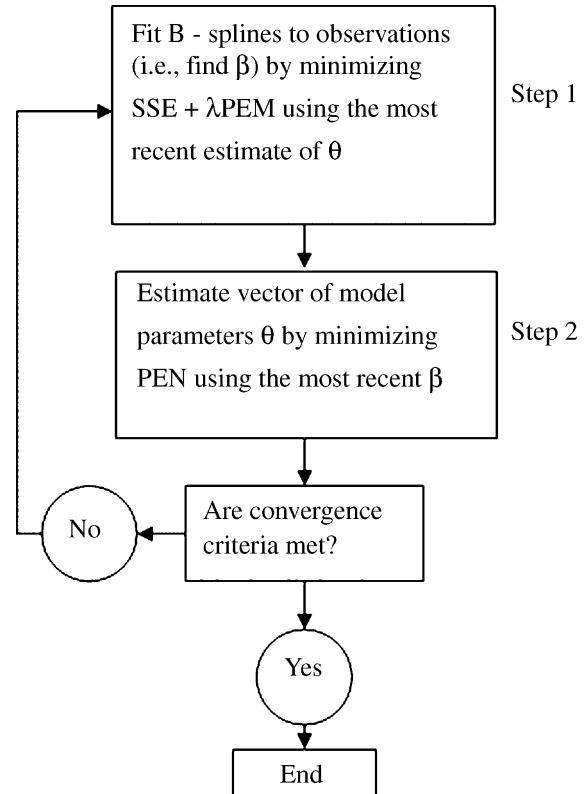 Fit B - splines to observations
(i.e., find β) by minimizing
SSE + λPEM using the most
recent estimate of θ
Step 1
Estimate vector of model
parameters θ by minimizing
PEN using the most recent β
Step 2
Are convergence
criteria met?
No
Yes
End